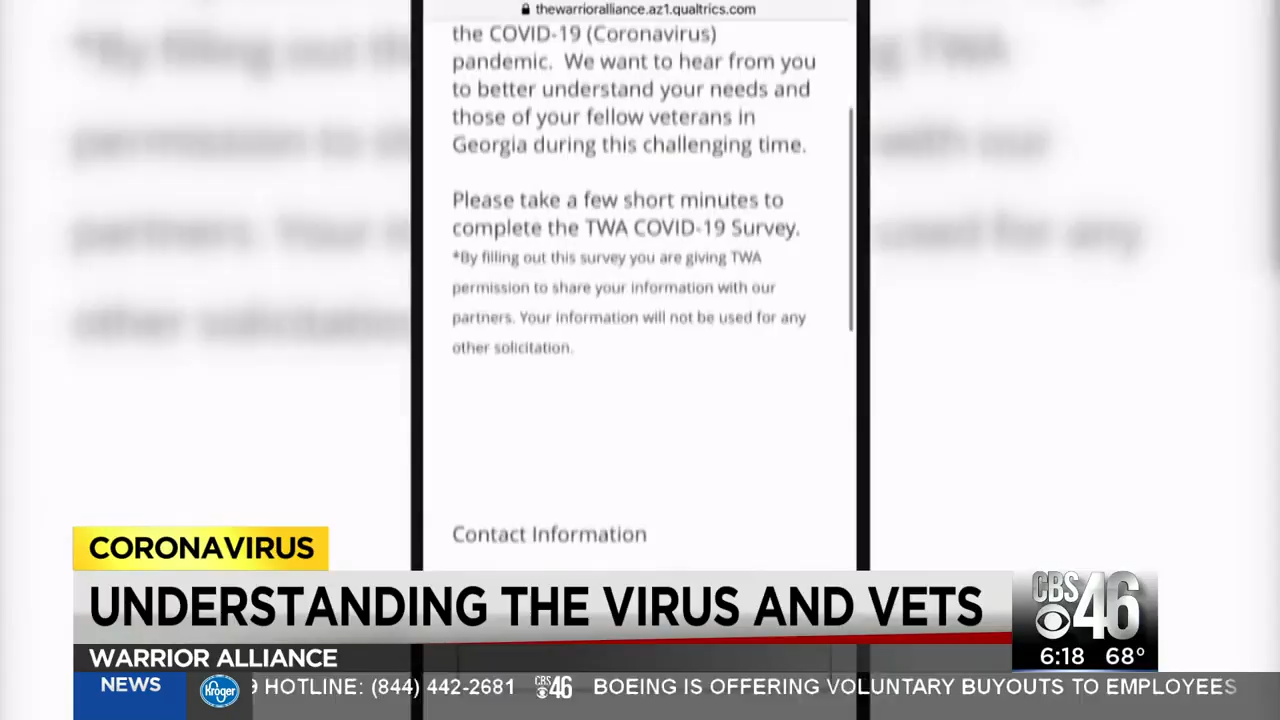 thewarrioralliance.az1.qualtrics.com
the COVID-19 (Coronavirus)
pandemic. We want to hear from you
to better understand your needs and
those of your fellow veterans in
Georgia during this challenging time.
Please take a few short minutes to
complete the TWA COVID-19 Survey.
*By filling out this survey you are giving TWA
permission to share your information with our
partners. Your information will not be used for any
other solicitation.
Contact Information
CORONAVIRUS
UNDERSTANDING THE VIRUS AND VETS
CBS 46
WARRIOR ALLIANCE
6:18 68°
NEWS Kroger 9 HOTLINE: (844) 442-2681 CBS 46 BOEING IS OFFERING VOLUNTARY BUYOUTS TO EMPLOYEES